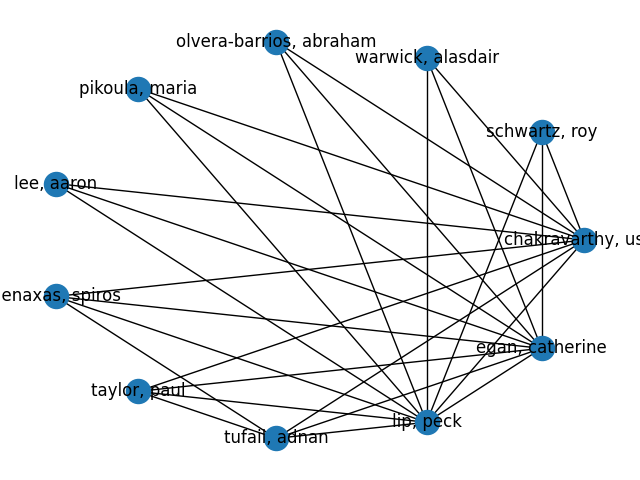 olvera-barrios, abraham
warwick, alasdair
pikoula, maria
schwartz, roy
lee, aaron
chakravarthy, us
enaxas, spiros
egan, catherine
taylor, paul
lip, peck
tufail, adnan